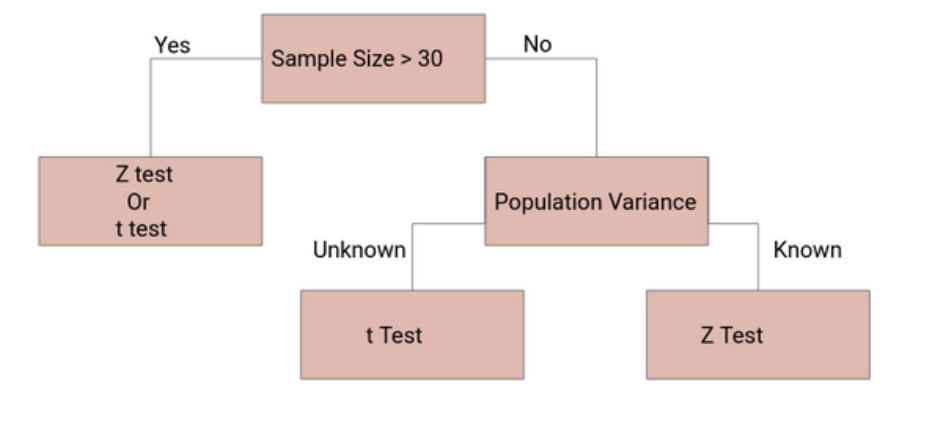 Yes
Sample Size > 30
No
Z test
Or
t test
Population Variance
Unknown
Known
t Test
Z Test